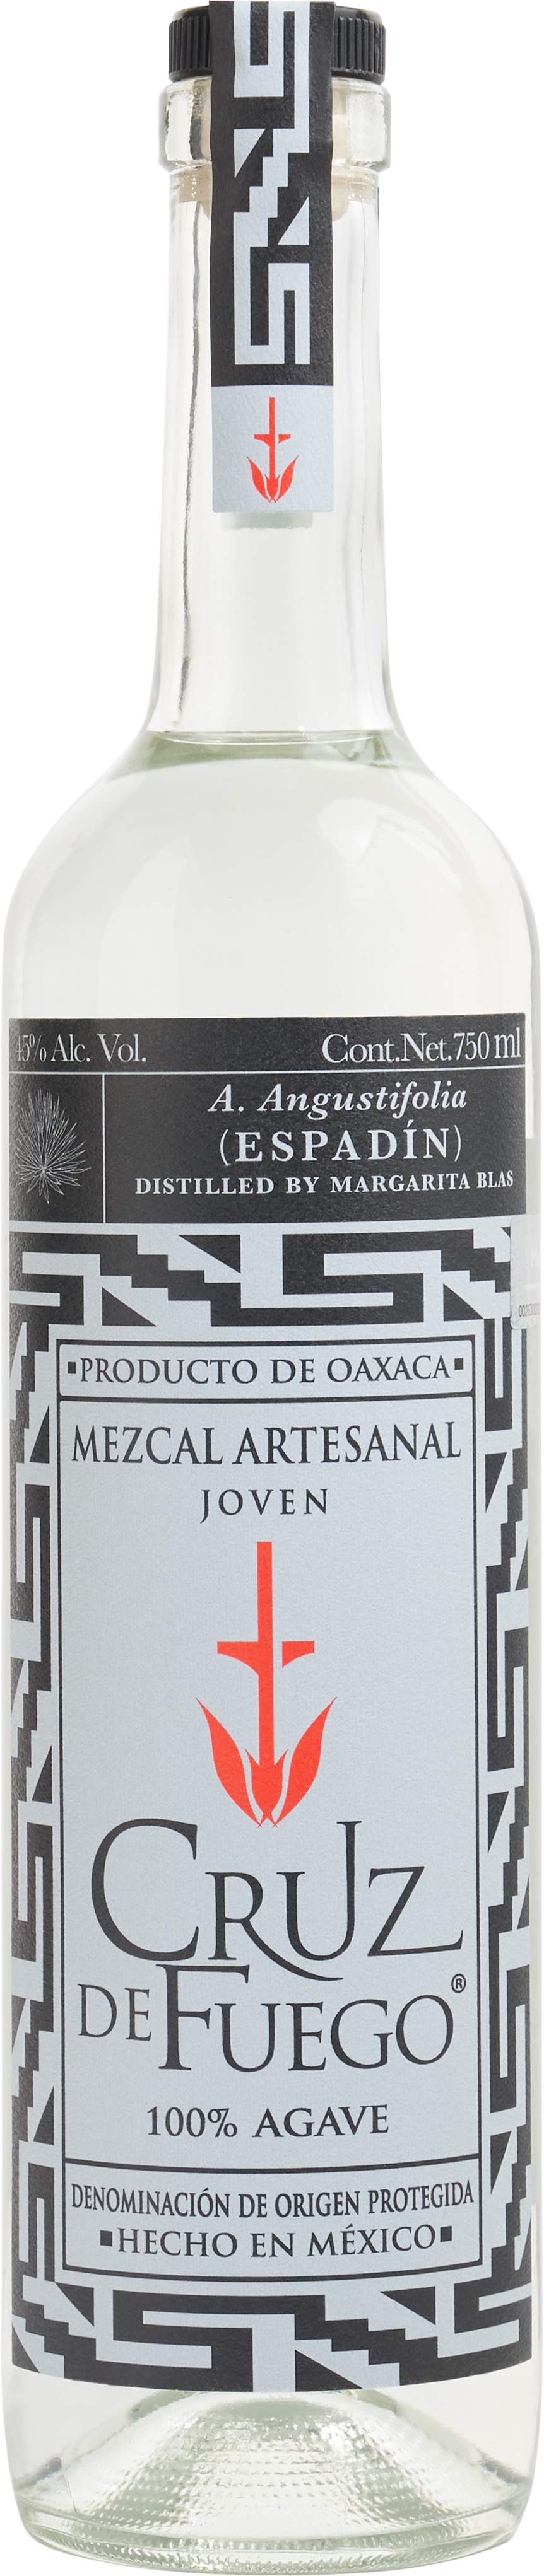 45% Alc. Vol. Cont.Net.750 ml
A. Angustifolia
(ESPADÍN)
DISTILLED BY MARGARITA BLAS
PRODUCTO DE OAXACA
MEZCAL ARTESANAL
JOVEN
CRUZ
DE FUEGO®
100% AGAVE
DENOMINACIÓN DE ORIGEN PROTEGIDA
HECHO EN MÉXICO